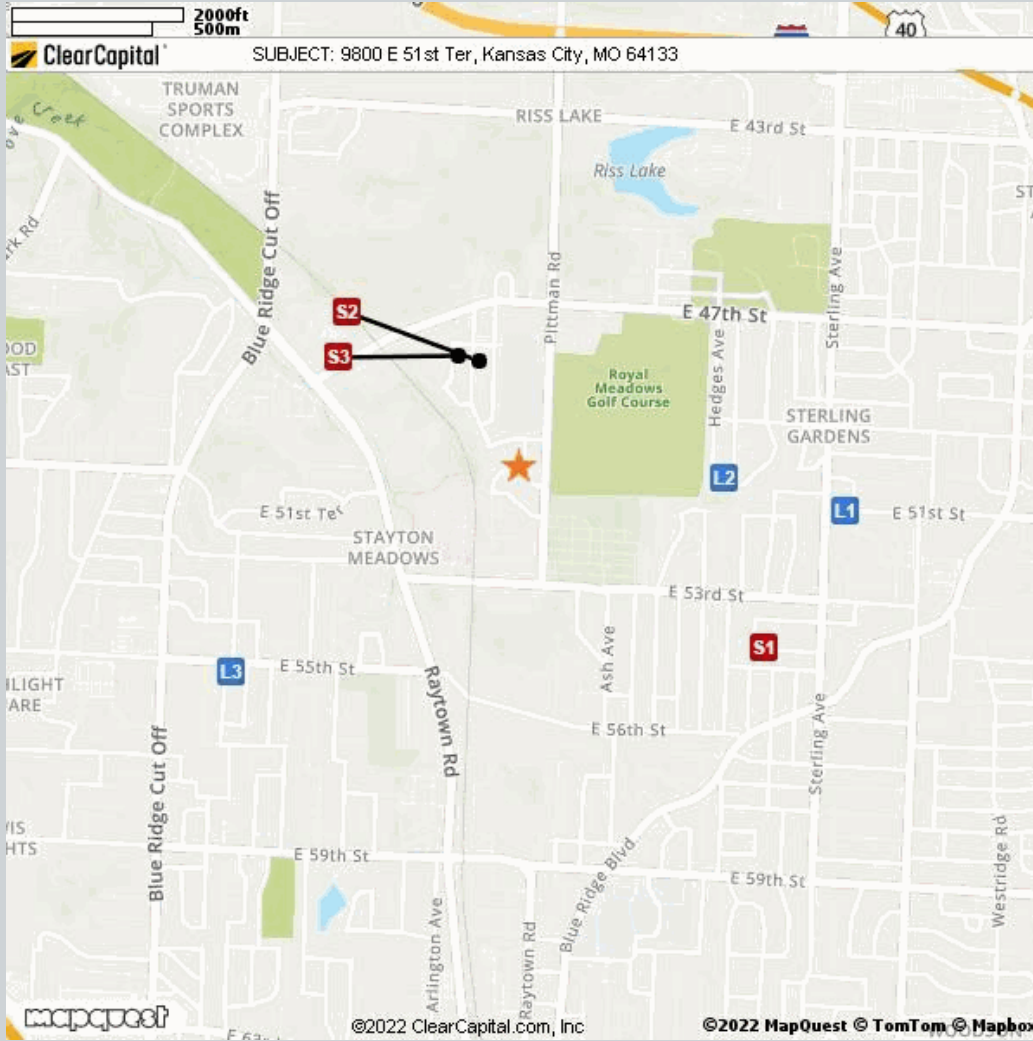 2000ft
500m
40
ClearCapital
SUBJECT: 9800 E 51st Ter, Kansas City, MO 64133
TRUMAN
SPORTS
COMPLEX
RISS LAKE
E 43rd St
Creek
Riss Lake
Blue Ridge Cut Off
Pittman Rd
Sterling Ave
S2
E 47th St
S3
Royal
Meadows
Golf Course
Hedges Ave
STERLING
GARDENS
L2
L1
E 51st St
E 51st Te
STAYTON
MEADOWS
E 53rd St
S1
Ash Ave
L3
E 55th St
Raytown Rd
E 56th St
Sterling Ave
Blue Ridge Cut Off
E 59th St
Blue Ridge Blvd
E 59th St
Westridge Rd
Arlington Ave
Raytown Rd
mapquest
©2022 ClearCapital.com, Inc
©2022 MapQuest © TomTom © Mapbox